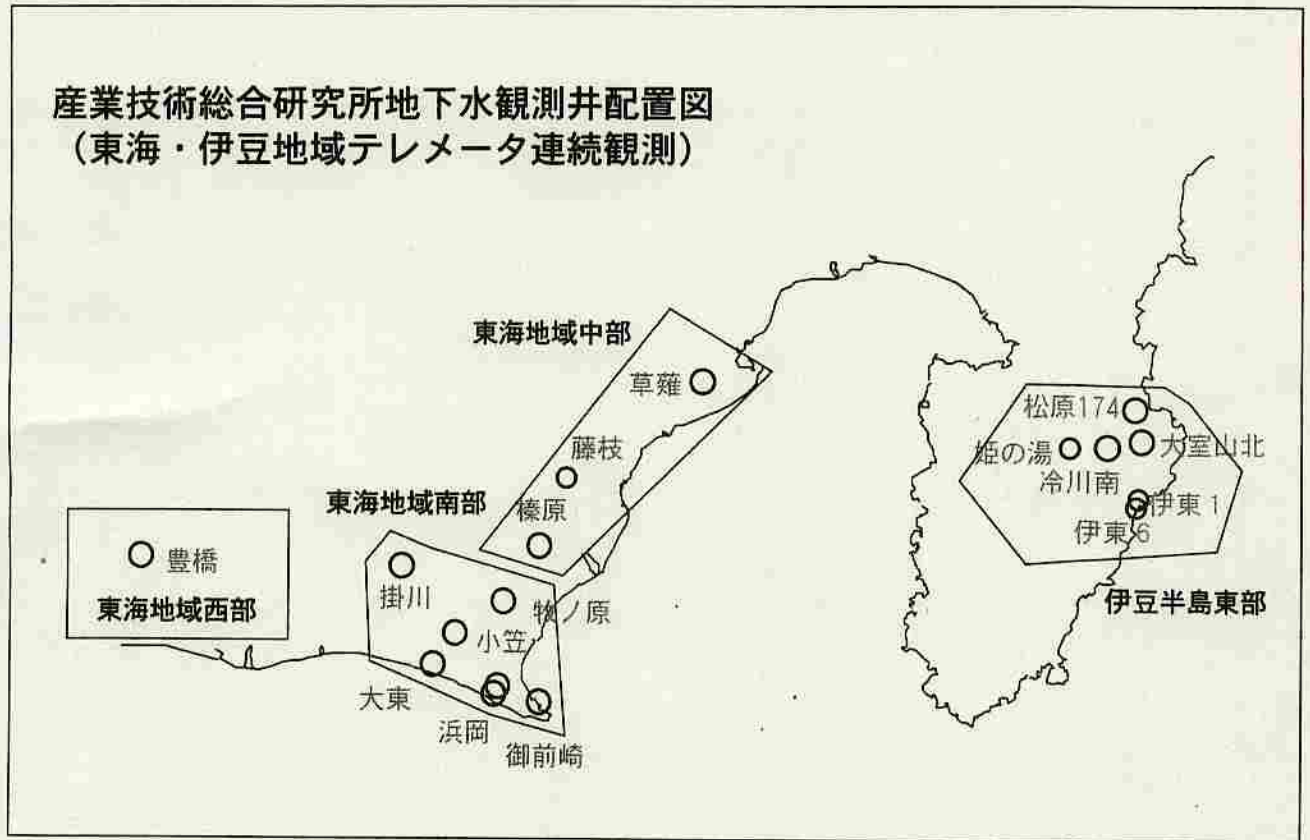 産業技術総合研究所地下水観測井配置図
（東海・伊豆地域テレメータ連続観測）
東海地域中部
草薙
藤枝
榛原
東海地域南部
掛川
牧ノ原
小笠
大東
浜岡
御前崎
豊橋
東海地域西部
松原174
姫の湯
大室山北
冷川南
伊東1
伊東6
伊豆半島東部